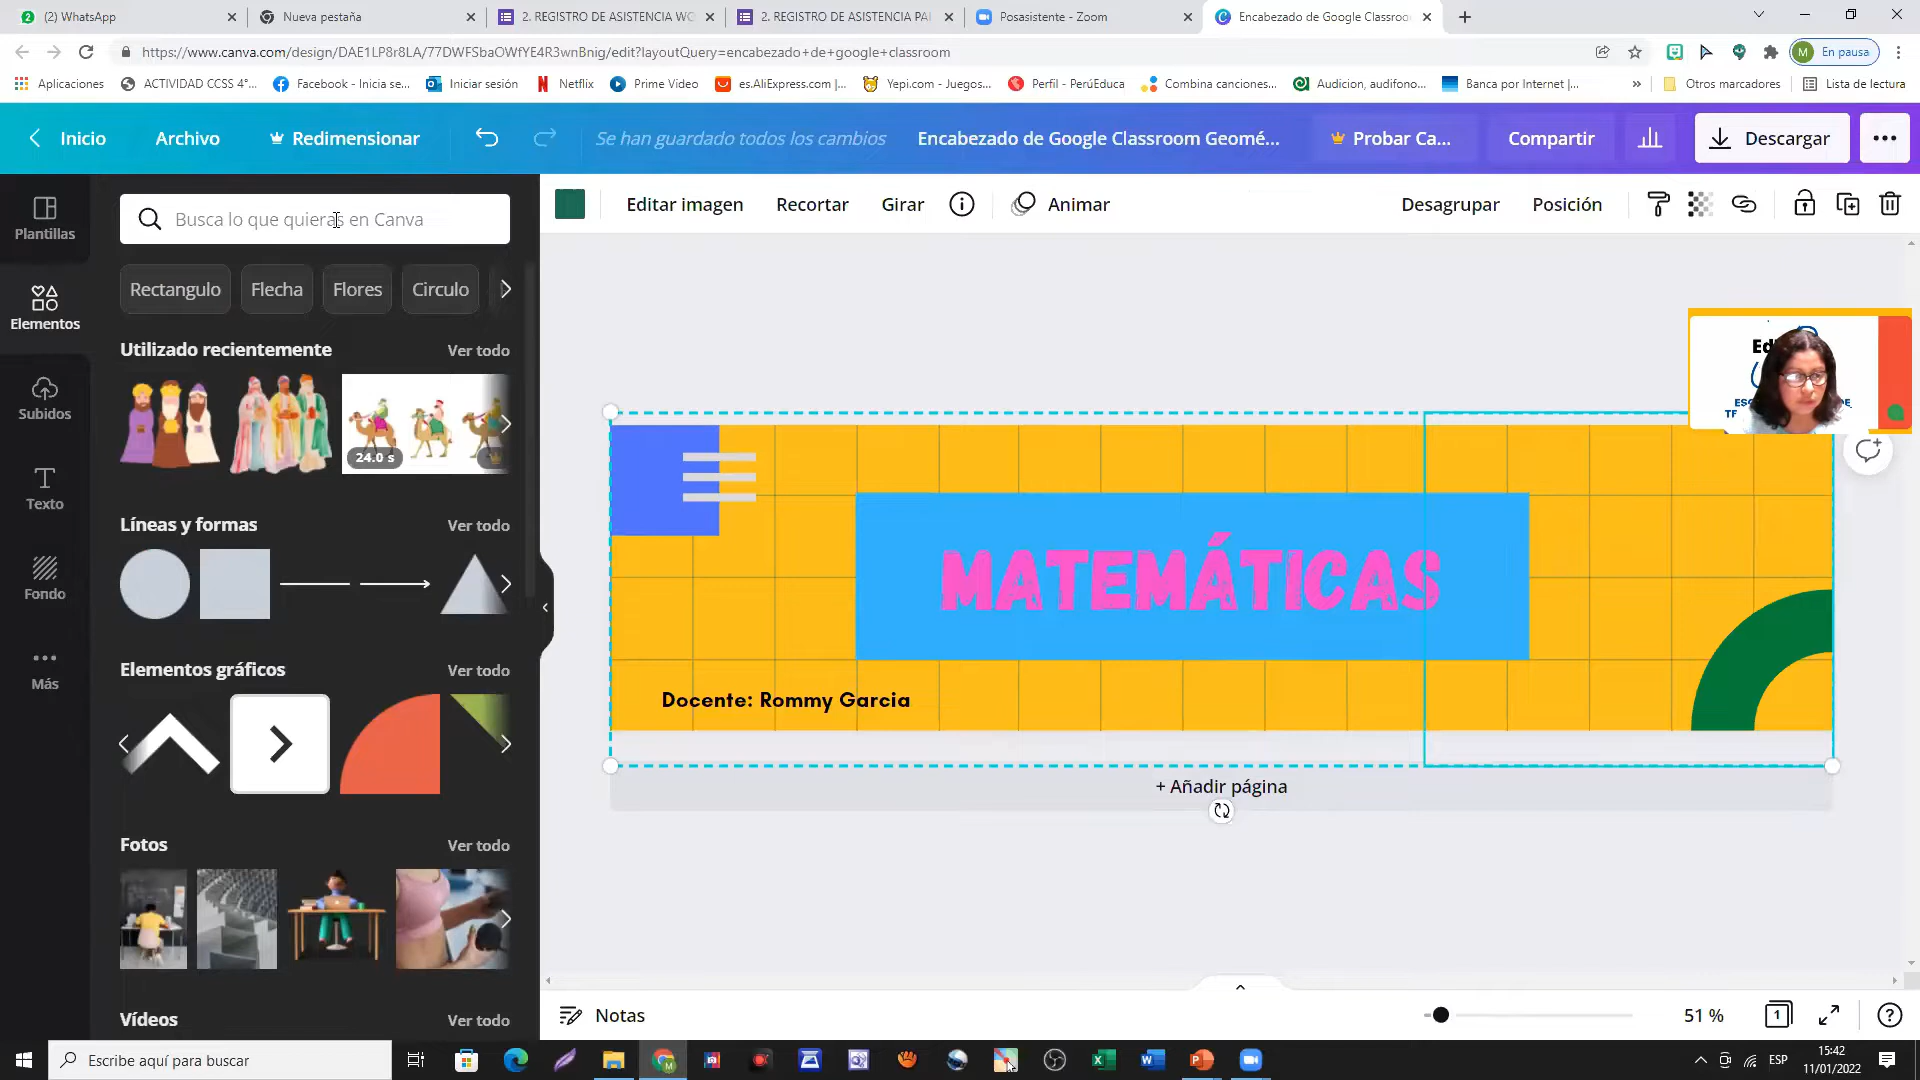 (2) WhatsApp
Nueva pestaña
2. REGISTRO DE ASISTENCIA WC
2. REGISTRO DE ASISTENCIA PAI
Posasistente - Zoom
Encabezado de Google Classroo
https://www.canva.com/design/DAE1LP8r8LA/77DWFSbaOWfYE4R3wnBnig/edit?layoutQuery=encabezado+de+google+classroom
M En pausa
Aplicaciones
ACTIVIDAD CCSS 4°...
Facebook - Inicia se...
Iniciar sesión
Netflix
Prime Video
es.AliExpress.com |...
Yepi.com - Juegos...
Perfil - PerúEduca
Combina canciones...
Audicion, audifono...
Banca por Internet |...
»
Otros marcadores
Lista de lectura
Inicio
Archivo
Redimensionar
Se han guardado todos los cambios
Encabezado de Google Classroom Geomé...
Probar Ca...
Compartir
Descargar
Plantillas
Elementos
Subidos
Texto
Fondo
Más
Busca lo que quieras en Canva
Rectangulo
Flecha
Flores
Circulo
Utilizado recientemente
Ver todo
24.0 s
Líneas y formas
Ver todo
Elementos gráficos
Ver todo
Fotos
Ver todo
Vídeos
Ver todo
Editar imagen
Recortar
Girar
Animar
Desagrupar
Posición
MATEMÁTICAS
Docente: Rommy Garcia
+ Añadir página
Notas
51 %
1
Escribe aquí para buscar
ESP
15:42
11/01/2022